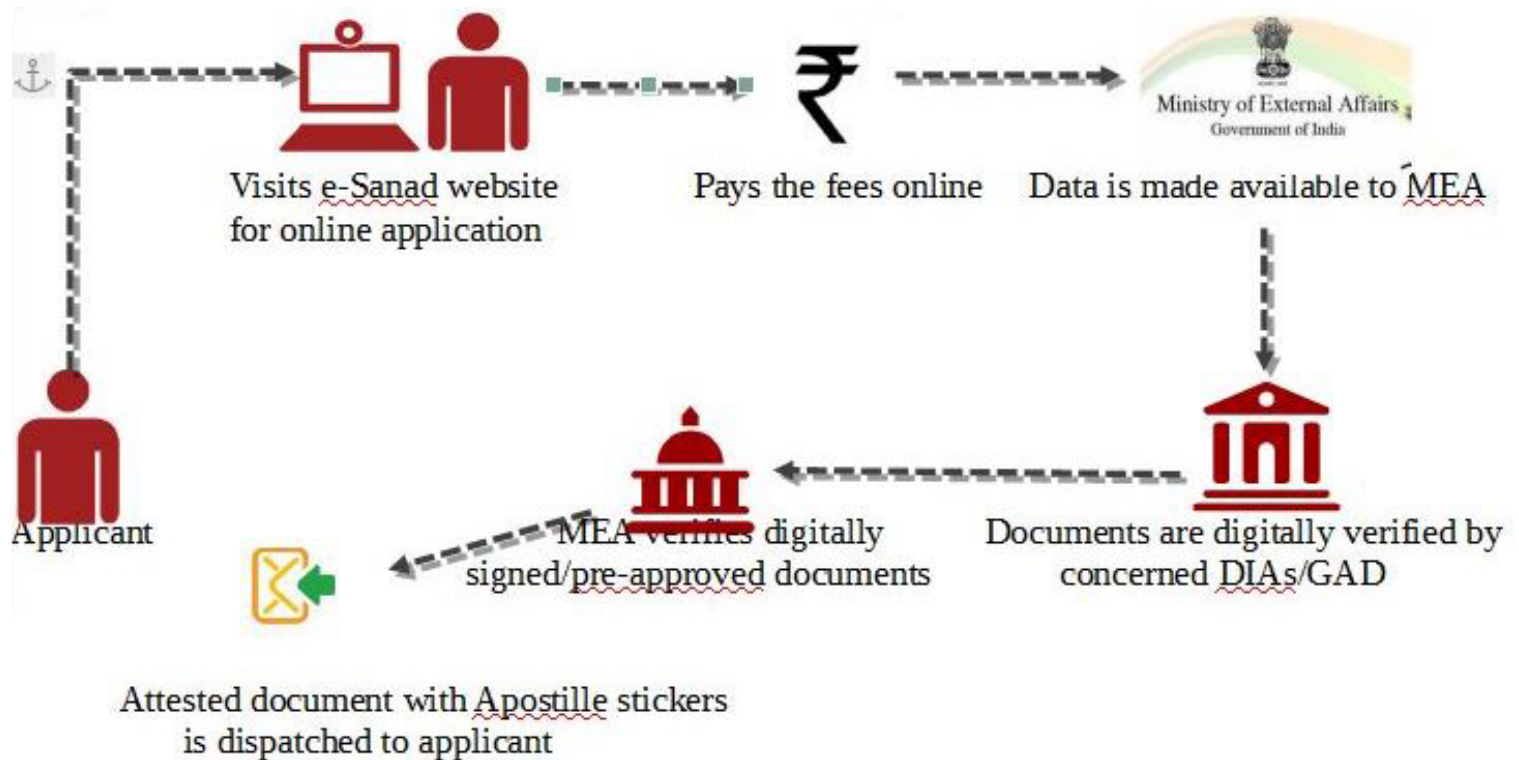 Ministry of External Affairs
Government of India
Visits e-Sanad website
for online application
Pays the fees online
Data is made available to MEA
Applicant
MEA verifies digitally
signed/pre-approved documents
Documents are digitally verified by
concerned DIAs/GAD
Attested document with Apostille stickers
is dispatched to applicant